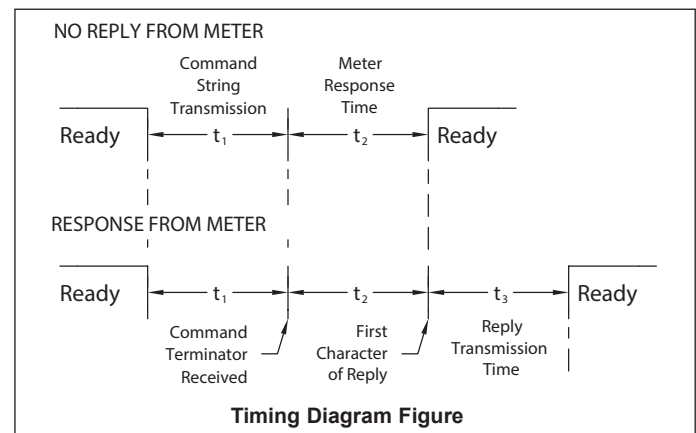 NO REPLY FROM METER
Command
String
Transmission
Meter
Response
Time
Ready
t₁
t₂
Ready
RESPONSE FROM METER
Ready
t₁
t₂
t₃
Ready
Command
Terminator
Received
First
Character
of Reply
Reply
Transmission
Time
Timing Diagram Figure